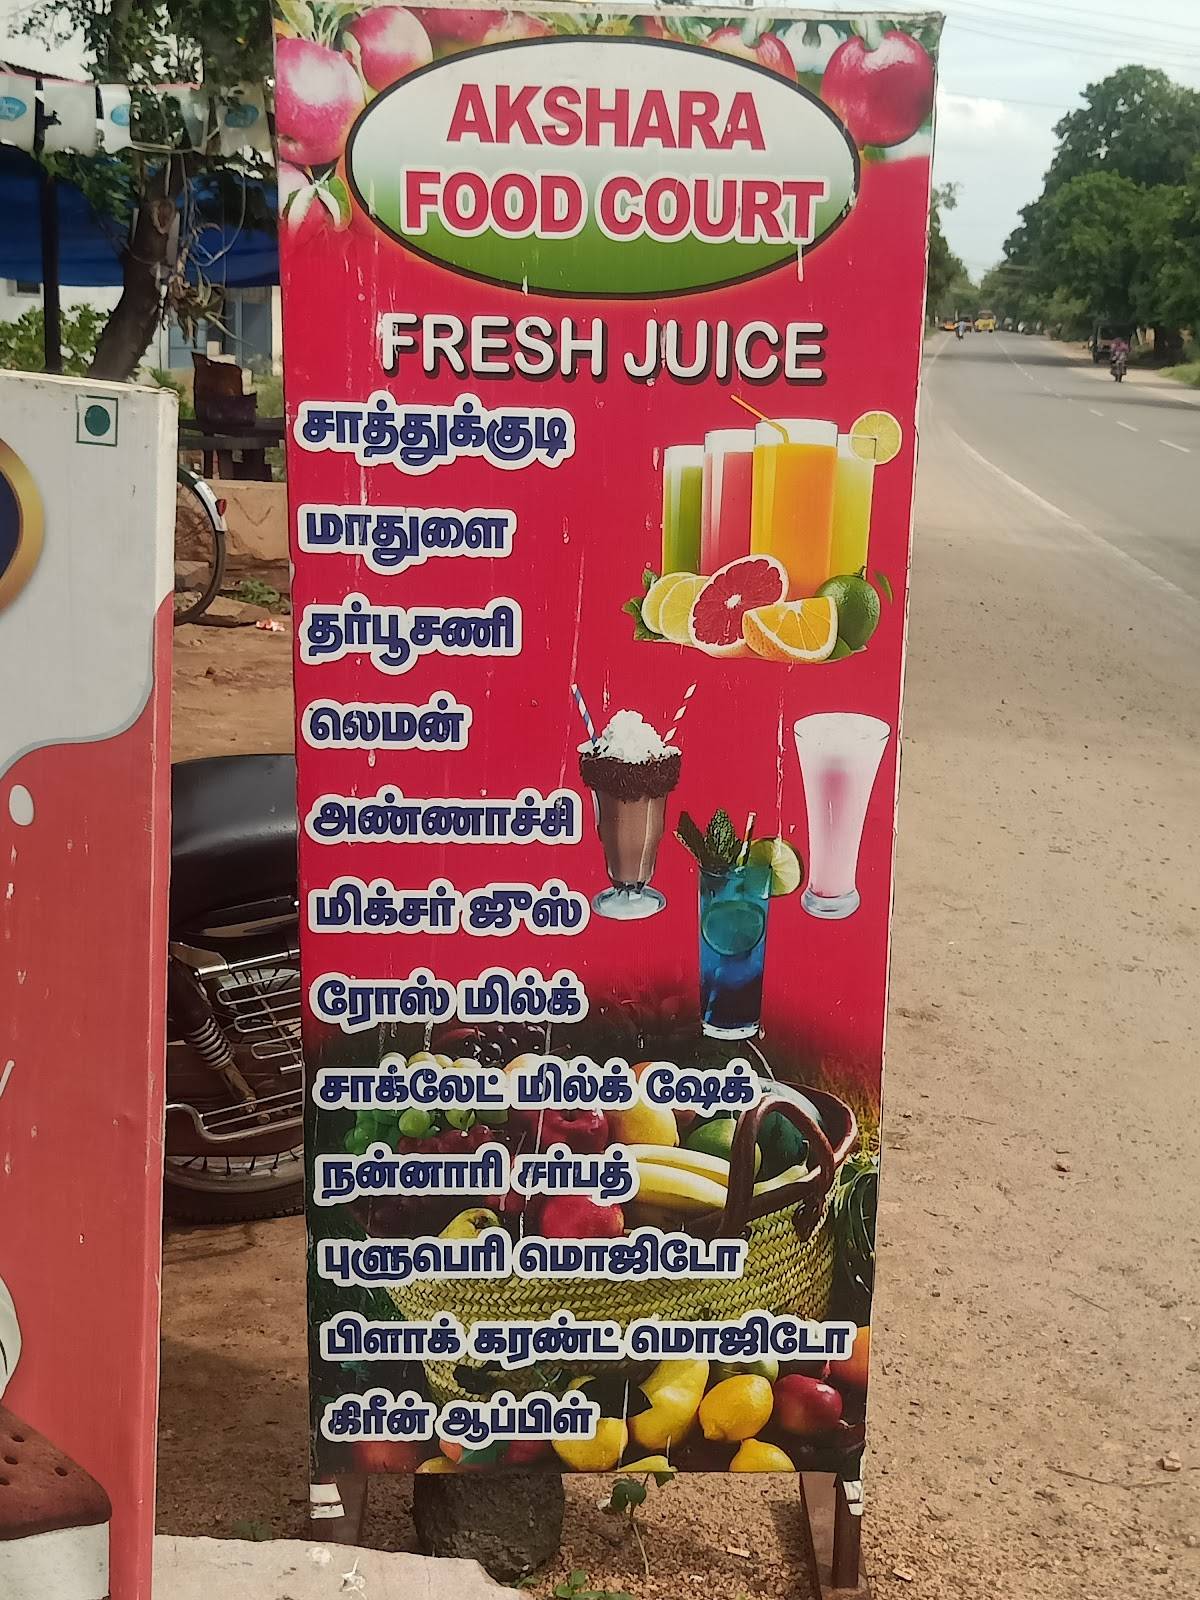 AKSHARA
FOOD COURT
FRESH JUICE
சாத்துக்குடி
மாதுளை
தர்பூசணி
லெமன்
அண்ணாச்சி
மிக்சர் ஜுஸ்
ரோஸ் மில்க்
சாக்லேட் மில்க் ஷேக்
நன்னாரி சர்பத்
புளுபெரி மொஜிடோ
பிளாக் கரண்ட் மொஜிடோ
கிரீன் ஆப்பிள்